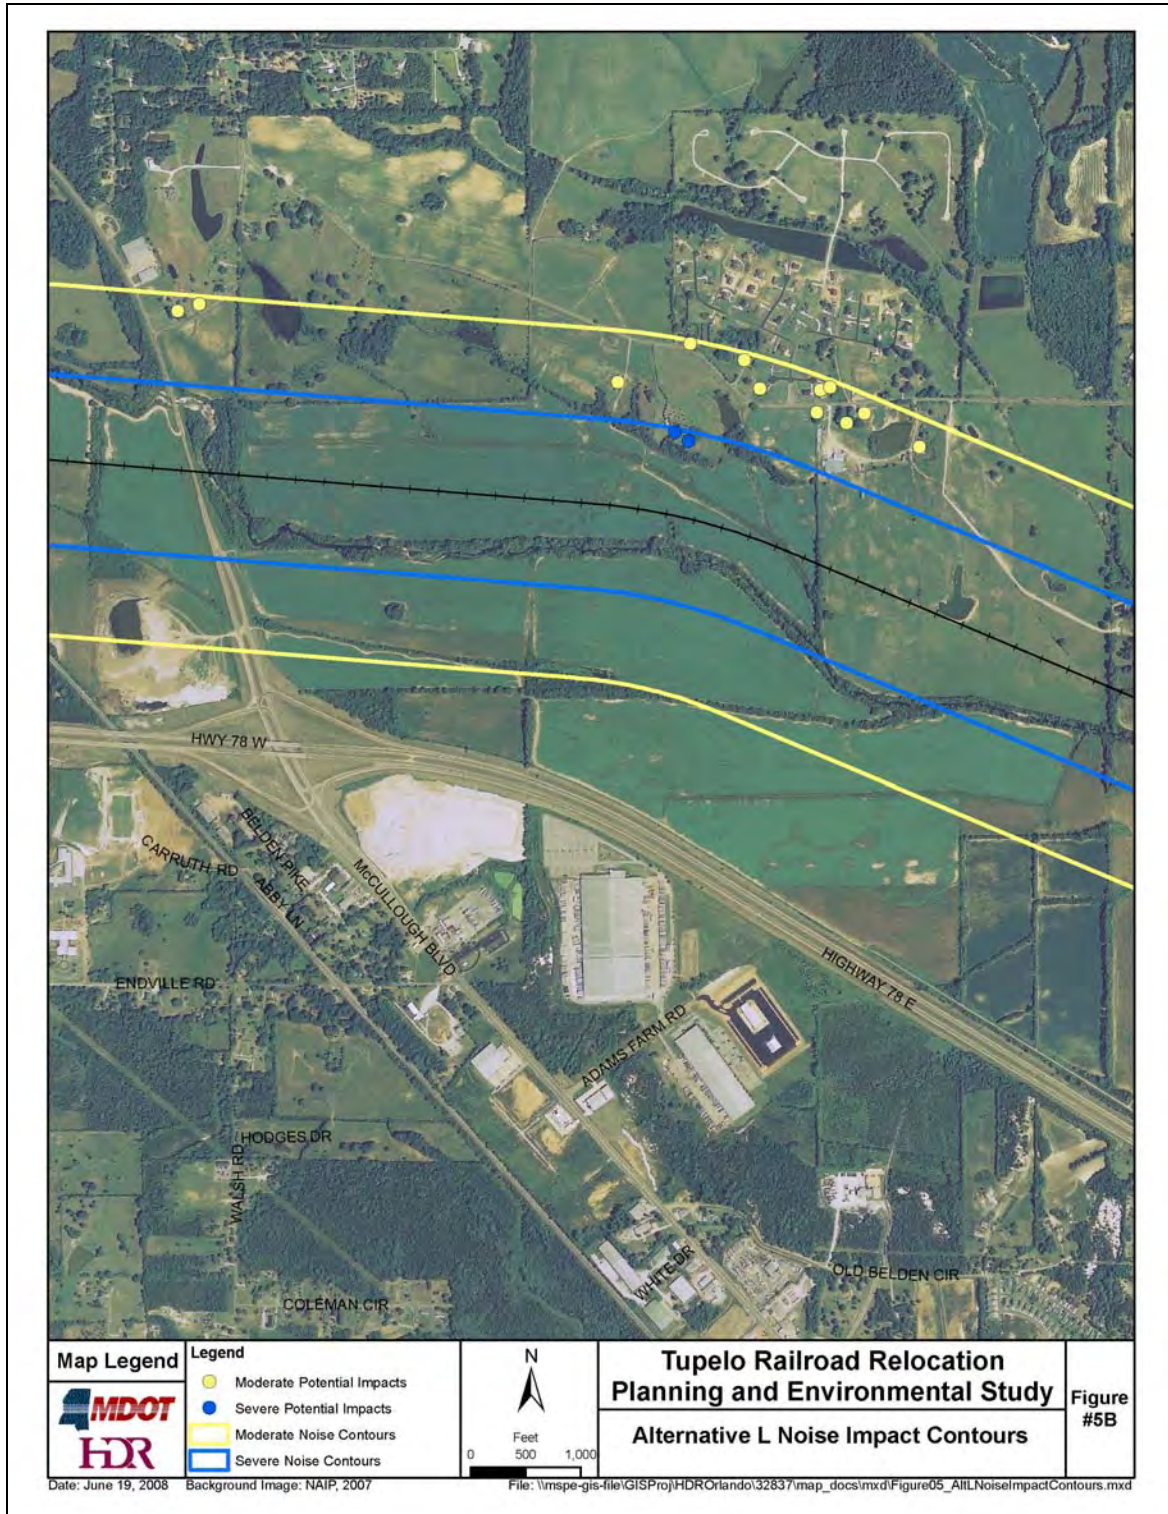 HWY 78 W
BELDEN PIKE
CARRUTH RD
ABBY LN
McCULLOUGH BLVD
ENDVILLE RD
HIGHWAY 78 E
ADAMS FARM RD
HODGES DR
WALSH RD
WHITE DR
OLD BELDEN CIR
COLEMAN CIR
Map Legend
MDOT
HDR
Legend
Moderate Potential Impacts
Severe Potential Impacts
Moderate Noise Contours
Severe Noise Contours
N
Feet
0 500 1,000
Tupelo Railroad Relocation
Planning and Environmental Study
Alternative L Noise Impact Contours
Figure
#5B
Date: June 19, 2008 Background Image: NAIP, 2007 File: \\mspe-gis-file\GISProj\HDROrlando\32837\map_docs\mxd\Figure05_AltLNoiseImpactContours.mxd